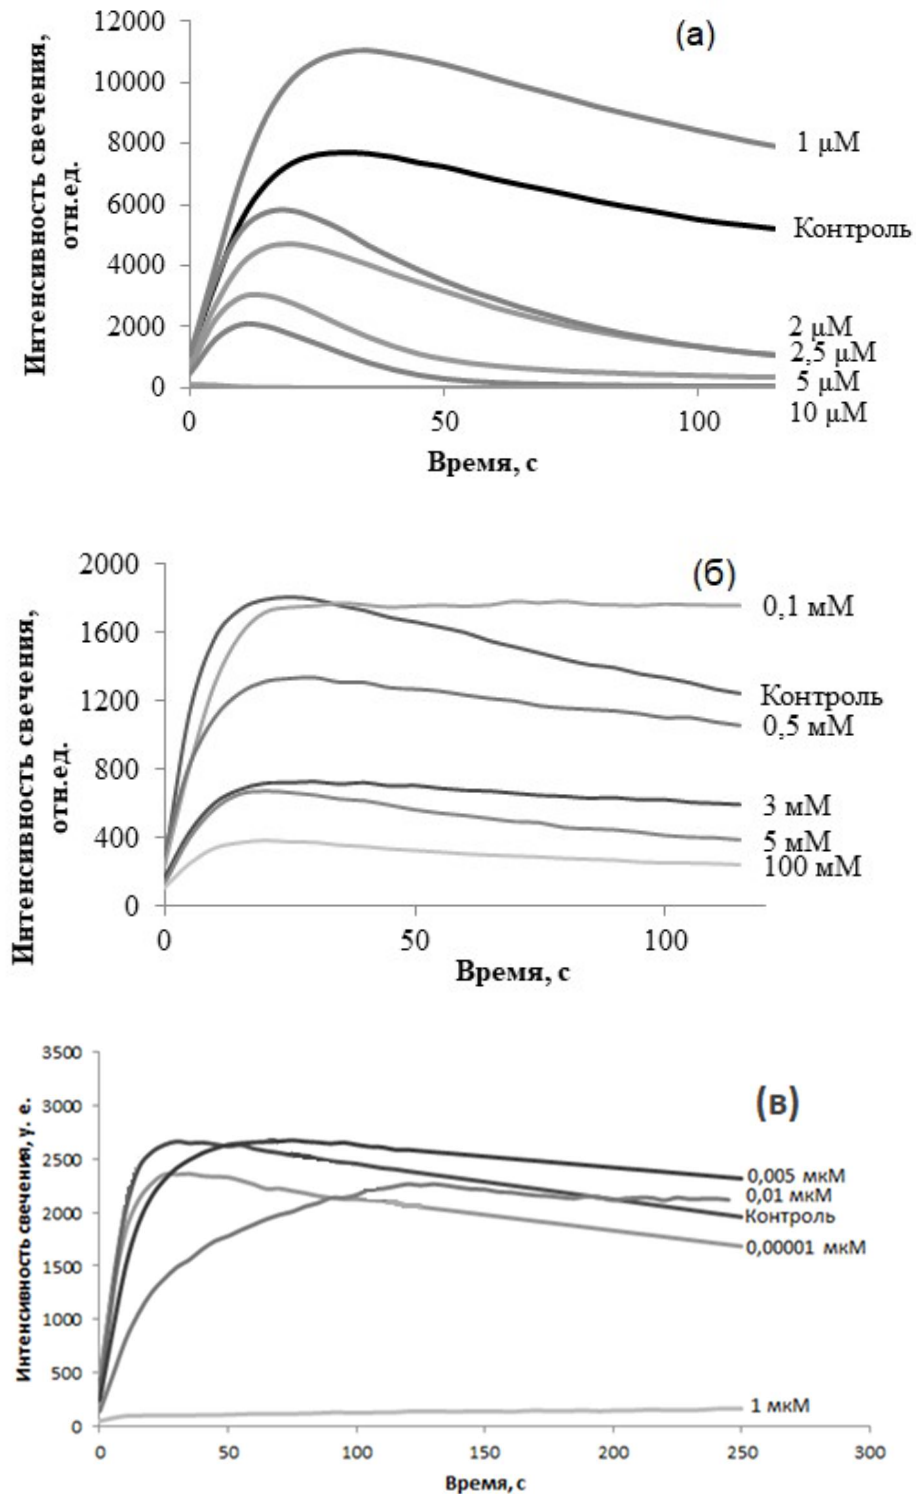 (а)
Интенсивность свечения,
отн.ед.
12000
10000
8000
6000
4000
2000
0
1 μM
Контроль
2 μM
2,5 μM
5 μM
10 μM
0
50
100
Время, с
(б)
Интенсивность свечения,
отн.ед.
2000
1600
1200
800
400
0
0,1 мМ
Контроль
0,5 мМ
3 мМ
5 мМ
100 мМ
0
50
100
Время, с
(в)
Интенсивность свечения, у. е.
3500
3000
2500
2000
1500
1000
500
0
0,005 мкМ
0,01 мкМ
Контроль
0,00001 мкМ
1 мкМ
0
50
100
150
200
250
300
Время, с